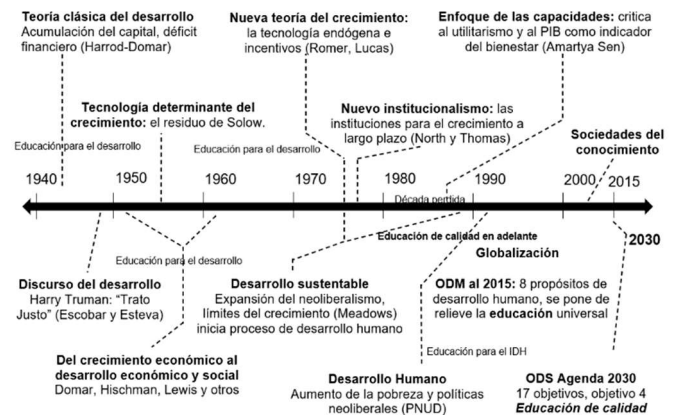 Teoría clásica del desarrollo
Acumulación del capital, déficit
financiero (Harrod-Domar)
Nueva teoría del crecimiento:
la tecnología endógena e
incentivos (Romer, Lucas)
Enfoque de las capacidades: critica
al utilitarismo y al PIB como indicador
del bienestar (Amartya Sen)
Tecnología determinante del
crecimiento: el residuo de Solow.
Nuevo institucionalismo: las
instituciones para el crecimiento a
largo plazo (North y Thomas)
Sociedades del
conocimiento
Educación para el desarrollo
Educación para el desarrollo
1940
1950
1960
1970
1980
1990
2000
2015
Década perdida
2030
Educación de calidad en adelante
Globalización
Educación para el desarrollo
Discurso del desarrollo
Harry Truman: “Trato
Justo” (Escobar y Esteva)
Desarrollo sustentable
Expansión del neoliberalismo,
límites del crecimiento (Meadows)
inicia proceso de desarrollo humano
ODM al 2015: 8 propósitos de
desarrollo humano, se pone de
relieve la educación universal
Educación para el IDH
Del crecimiento económico al
desarrollo económico y social
Domar, Hischman, Lewis y otros
Desarrollo Humano
Aumento de la pobreza y políticas
neoliberales (PNUD)
ODS Agenda 2030
17 objetivos, objetivo 4
Educación de calidad